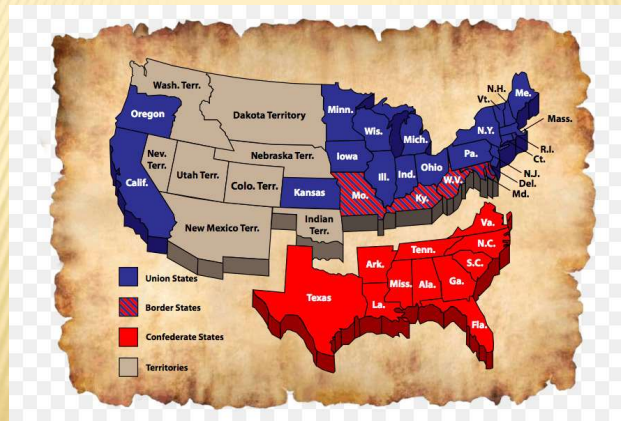 Wash. Terr.
Oregon
Dakota Territory
Minn.
Wis.
Mich.
N.H.
Vt.
Me.
Mass.
N.Y.
R.I.
Ct.
Nev.
Terr.
Utah Terr.
Nebraska Terr.
Iowa
Pa.
N.J.
Del.
Md.
Calif.
Colo. Terr.
Kansas
Ill.
Ind.
Ohio
W.V.
Mo.
Ky.
New Mexico Terr.
Indian
Terr.
Va.
N.C.
Tenn.
Ark.
S.C.
Texas
La.
Miss.
Ala.
Ga.
Fla.
Union States
Border States
Confederate States
Territories